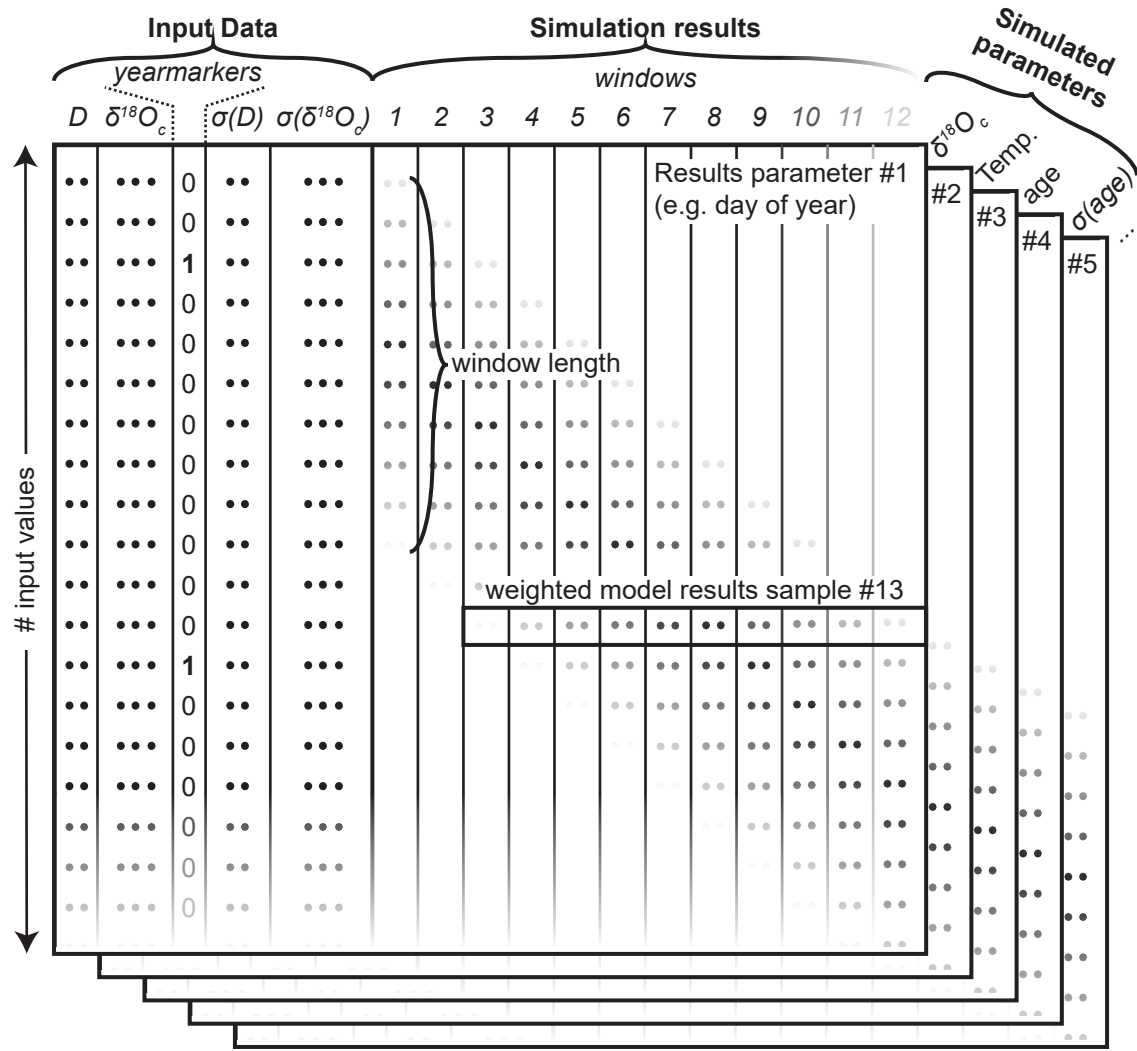 Input Data
Simulation results
Simulated
parameters
yearmarkers
windows
D δ¹⁸O_c σ(D) σ(δ¹⁸O_c) 1 2 3 4 5 6 7 8 9 10 11 12
δ¹⁸O_c
Temp.
age
σ(age)
Results parameter #1
(e.g. day of year)
#2
#3
#4
#5
0
0
1
0
0
window length
0
0
0
0
0
0
weighted model results sample #13
0
1
0
0
0
0
0
0
# input values